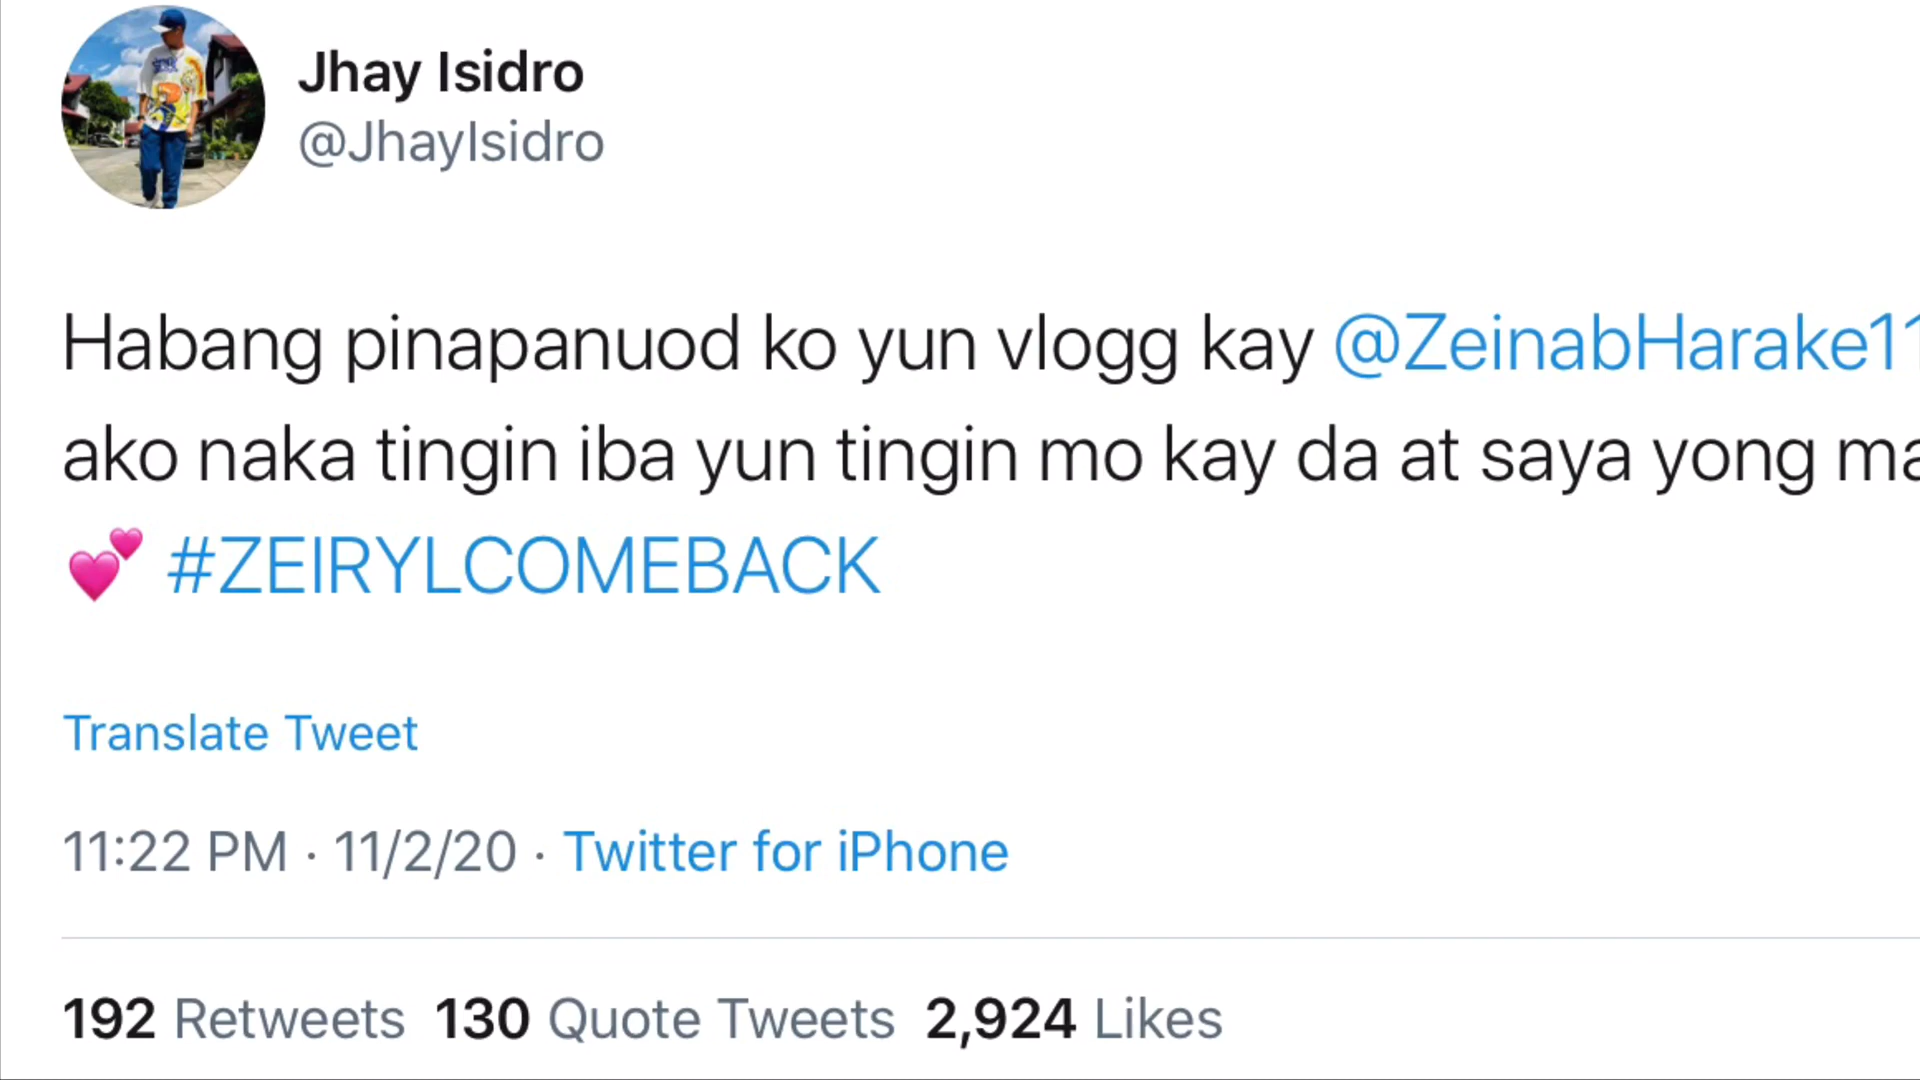 Jhay Isidro
@JhayIsidro
Habang pinapanuod ko yun vlogg kay @ZeinabHarake11
ako naka tingin iba yun tingin mo kay da at saya yong
💕 #ZEIRYLCOMEBACK
Translate Tweet
11:22 PM · 11/2/20 · Twitter for iPhone
192 Retweets 130 Quote Tweets 2,924 Likes